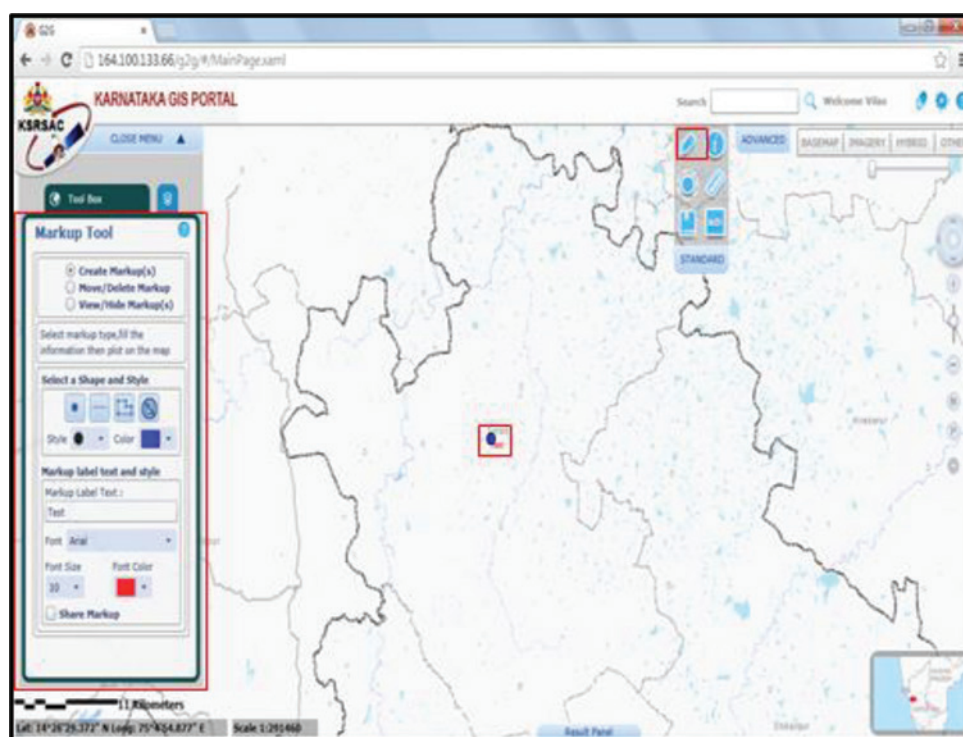 G2G
164.100.133.66/g2g/#/MainPage.xaml
KARNATAKA GIS PORTAL
Search
Welcome Vilas
KSRSAC
CLOSE MENU
ADVANCED
BASEMAP
IMAGERY
HYBRID
OTHE
Tool Box
STANDARD
Markup Tool
?
Create Markup(s)
Move/Delete Markup
View/Hide Markup(s)
Select markup type,fill the
information then plot on the map
Select a Shape and Style
Style
Color
Markup label text and style
Markup Label Text :
Test
Font Arial
Font Size
Font Color
10
Share Markup
11 Kilometers
Scale 1:291460
Result Panel